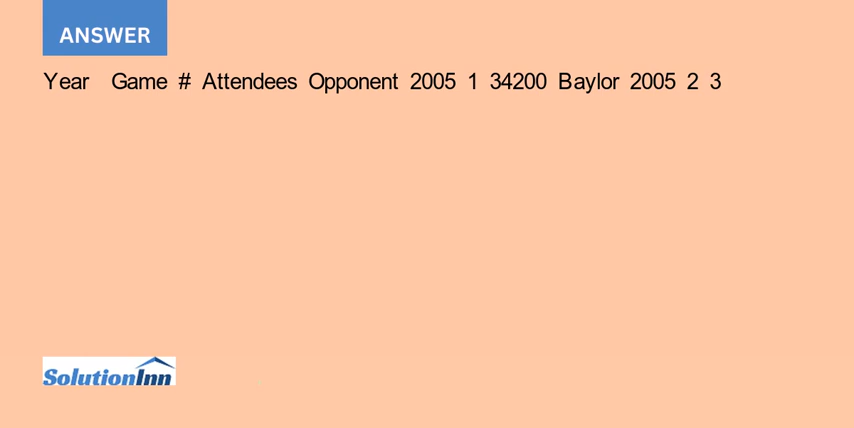 ANSWER
Year Game # Attendees Opponent 2005 1 34200 Baylor 2005 2 3
SolutionInn